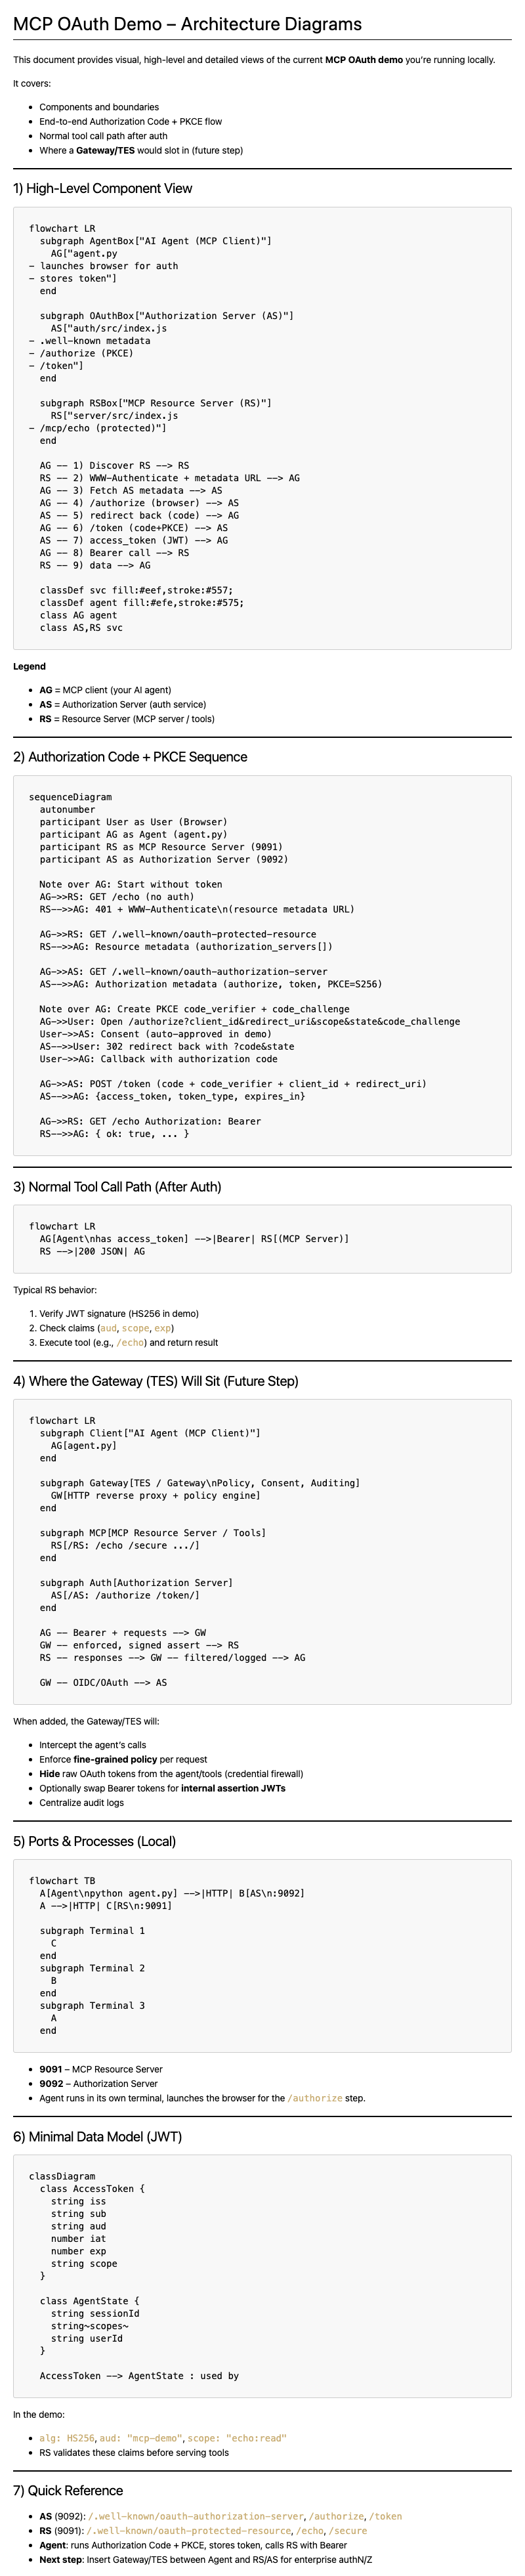 MCP OAuth Demo – Architecture Diagrams
This document provides visual, high-level and detailed views of the current MCP OAuth demo you’re running locally.
It covers:
• Components and boundaries
• End-to-end Authorization Code + PKCE flow
• Normal tool call path after auth
• Where a Gateway/TES would slot in (future step)
1) High-Level Component View
flowchart LR
  subgraph AgentBox["AI Agent (MCP Client)"]
    AG["agent.py
- launches browser for auth
- stores token"]
  end
  subgraph OAuthBox["Authorization Server (AS)"]
    AS["auth/src/index.js
- .well-known metadata
- /authorize (PKCE)
- /token"]
  end
  subgraph RSBox["MCP Resource Server (RS)"]
    RS["server/src/index.js
- /mcp/echo (protected)"]
  end
  AG -- 1) Discover RS --> RS
  RS -- 2) WWW-Authenticate + metadata URL --> AG
  AG -- 3) Fetch AS metadata --> AS
  AG -- 4) /authorize (browser) --> AS
  AS -- 5) redirect back (code) --> AG
  AG -- 6) /token (code+PKCE) --> AS
  AS -- 7) access_token (JWT) --> AG
  AG -- 8) Bearer call --> RS
  RS -- 9) data --> AG
  classDef svc fill:#eef,stroke:#557;
  classDef agent fill:#efe,stroke:#575;
  class AG agent
  class AS,RS svc
Legend
• AG = MCP client (your AI agent)
• AS = Authorization Server (auth service)
• RS = Resource Server (MCP server / tools)
2) Authorization Code + PKCE Sequence
sequenceDiagram
  autonumber
  participant User as User (Browser)
  participant AG as Agent (agent.py)
  participant RS as MCP Resource Server (9091)
  participant AS as Authorization Server (9092)
  Note over AG: Start without token
  AG->>RS: GET /echo (no auth)
  RS-->>AG: 401 + WWW-Authenticate\n(resource metadata URL)
  AG->>RS: GET /.well-known/oauth-protected-resource
  RS-->>AG: Resource metadata (authorization_servers[])
  AG->>AS: GET /.well-known/oauth-authorization-server
  AS-->>AG: Authorization metadata (authorize, token, PKCE=S256)
  Note over AG: Create PKCE code_verifier + code_challenge
  AG->>User: Open /authorize?client_id&redirect_uri&scope&state&code_challenge
  User->>AS: Consent (auto-approved in demo)
  AS-->>User: 302 redirect back with ?code&state
  User->>AG: Callback with authorization code
  AG->>AS: POST /token (code + code_verifier + client_id + redirect_uri)
  AS-->>AG: {access_token, token_type, expires_in}
  AG->>RS: GET /echo Authorization: Bearer
  RS-->>AG: { ok: true, ... }
3) Normal Tool Call Path (After Auth)
flowchart LR
  AG[Agent\nhas access_token] -->|Bearer| RS[(MCP Server)]
  RS -->|200 JSON| AG
Typical RS behavior:
1. Verify JWT signature (HS256 in demo)
2. Check claims (aud, scope, exp)
3. Execute tool (e.g., /echo) and return result
4) Where the Gateway (TES) Will Sit (Future Step)
flowchart LR
  subgraph Client["AI Agent (MCP Client)"]
    AG[agent.py]
  end
  subgraph Gateway[TES / Gateway\nPolicy, Consent, Auditing]
    GW[HTTP reverse proxy + policy engine]
  end
  subgraph MCP[MCP Resource Server / Tools]
    RS[/RS: /echo /secure .../]
  end
  subgraph Auth[Authorization Server]
    AS[/AS: /authorize /token/]
  end
  AG -- Bearer + requests --> GW
  GW -- enforced, signed assert --> RS
  RS -- responses --> GW -- filtered/logged --> AG
  GW -- OIDC/OAuth --> AS
When added, the Gateway/TES will:
• Intercept the agent’s calls
• Enforce fine-grained policy per request
• Hide raw OAuth tokens from the agent/tools (credential firewall)
• Optionally swap Bearer tokens for internal assertion JWTs
• Centralize audit logs
5) Ports & Processes (Local)
flowchart TB
  A[Agent\npython agent.py] -->|HTTP| B[AS\n:9092]
  A -->|HTTP| C[RS\n:9091]
  subgraph Terminal 1
    C
  end
  subgraph Terminal 2
    B
  end
  subgraph Terminal 3
    A
  end
• 9091 – MCP Resource Server
• 9092 – Authorization Server
• Agent runs in its own terminal, launches the browser for the /authorize step.
6) Minimal Data Model (JWT)
classDiagram
  class AccessToken {
    string iss
    string sub
    string aud
    number iat
    number exp
    string scope
  }
  class AgentState {
    string sessionId
    string~scopes~
    string userId
  }
  AccessToken --> AgentState : used by
In the demo:
• alg: HS256, aud: "mcp-demo", scope: "echo:read"
• RS validates these claims before serving tools
7) Quick Reference
• AS (9092): /.well-known/oauth-authorization-server, /authorize, /token
• RS (9091): /.well-known/oauth-protected-resource, /echo, /secure
• Agent: runs Authorization Code + PKCE, stores token, calls RS with Bearer
• Next step: Insert Gateway/TES between Agent and RS/AS for enterprise authN/Z